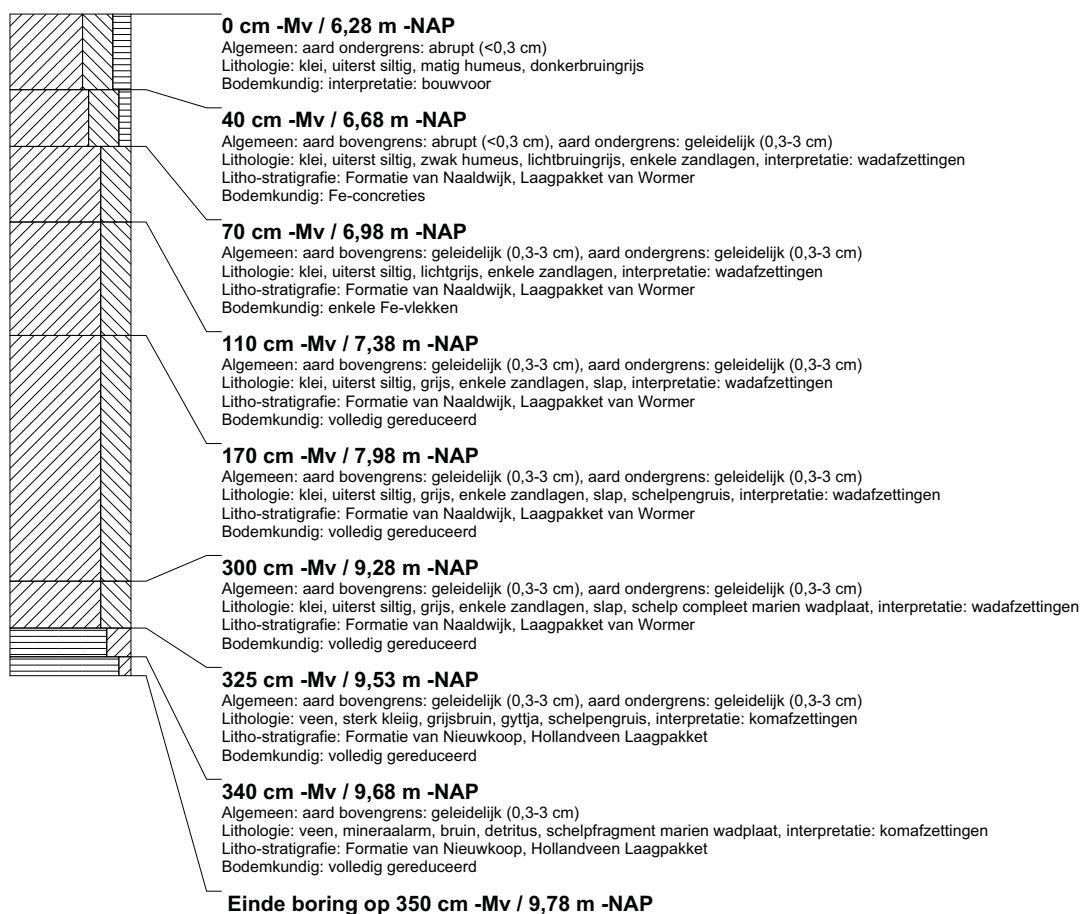 0 cm -Mv / 6,28 m -NAP
Algemeen: aard ondergrens: abrupt (<0,3 cm)
Lithologie: klei, uiterst siltig, matig humeus, donkerbruingrijs
Bodemkundig: interpretatie: bouwvoor
40 cm -Mv / 6,68 m -NAP
Algemeen: aard bovengrens: abrupt (<0,3 cm), aard ondergrens: geleidelijk (0,3-3 cm)
Lithologie: klei, uiterst siltig, zwak humeus, lichtbruingrijs, enkele zandlagen, interpretatie: wadafzettingen
Litho-stratigrafie: Formatie van Naaldwijk, Laagpakket van Wormer
Bodemkundig: Fe-concreties
70 cm -Mv / 6,98 m -NAP
Algemeen: aard bovengrens: geleidelijk (0,3-3 cm), aard ondergrens: geleidelijk (0,3-3 cm)
Lithologie: klei, uiterst siltig, lichtgrijs, enkele zandlagen, interpretatie: wadafzettingen
Litho-stratigrafie: Formatie van Naaldwijk, Laagpakket van Wormer
Bodemkundig: enkele Fe-vlekken
110 cm -Mv / 7,38 m -NAP
Algemeen: aard bovengrens: geleidelijk (0,3-3 cm), aard ondergrens: geleidelijk (0,3-3 cm)
Lithologie: klei, uiterst siltig, grijs, enkele zandlagen, slap, interpretatie: wadafzettingen
Litho-stratigrafie: Formatie van Naaldwijk, Laagpakket van Wormer
Bodemkundig: volledig gereduceerd
170 cm -Mv / 7,98 m -NAP
Algemeen: aard bovengrens: geleidelijk (0,3-3 cm), aard ondergrens: geleidelijk (0,3-3 cm)
Lithologie: klei, uiterst siltig, grijs, enkele zandlagen, slap, schelpengruis, interpretatie: wadafzettingen
Litho-stratigrafie: Formatie van Naaldwijk, Laagpakket van Wormer
Bodemkundig: volledig gereduceerd
300 cm -Mv / 9,28 m -NAP
Algemeen: aard bovengrens: geleidelijk (0,3-3 cm), aard ondergrens: geleidelijk (0,3-3 cm)
Lithologie: klei, uiterst siltig, grijs, enkele zandlagen, slap, schelp compleet marien wadplaat, interpretatie: wadafzettingen
Litho-stratigrafie: Formatie van Naaldwijk, Laagpakket van Wormer
Bodemkundig: volledig gereduceerd
325 cm -Mv / 9,53 m -NAP
Algemeen: aard bovengrens: geleidelijk (0,3-3 cm), aard ondergrens: geleidelijk (0,3-3 cm)
Lithologie: veen, sterk kleiig, grijsbruin, gyttja, schelpengruis, interpretatie: komafzettingen
Litho-stratigrafie: Formatie van Nieuwkoop, Hollandveen Laagpakket
Bodemkundig: volledig gereduceerd
340 cm -Mv / 9,68 m -NAP
Algemeen: aard bovengrens: geleidelijk (0,3-3 cm)
Lithologie: veen, mineraalarm, bruin, detritus, schelpfragment marien wadplaat, interpretatie: komafzettingen
Litho-stratigrafie: Formatie van Nieuwkoop, Hollandveen Laagpakket
Bodemkundig: volledig gereduceerd
Einde boring op 350 cm -Mv / 9,78 m -NAP